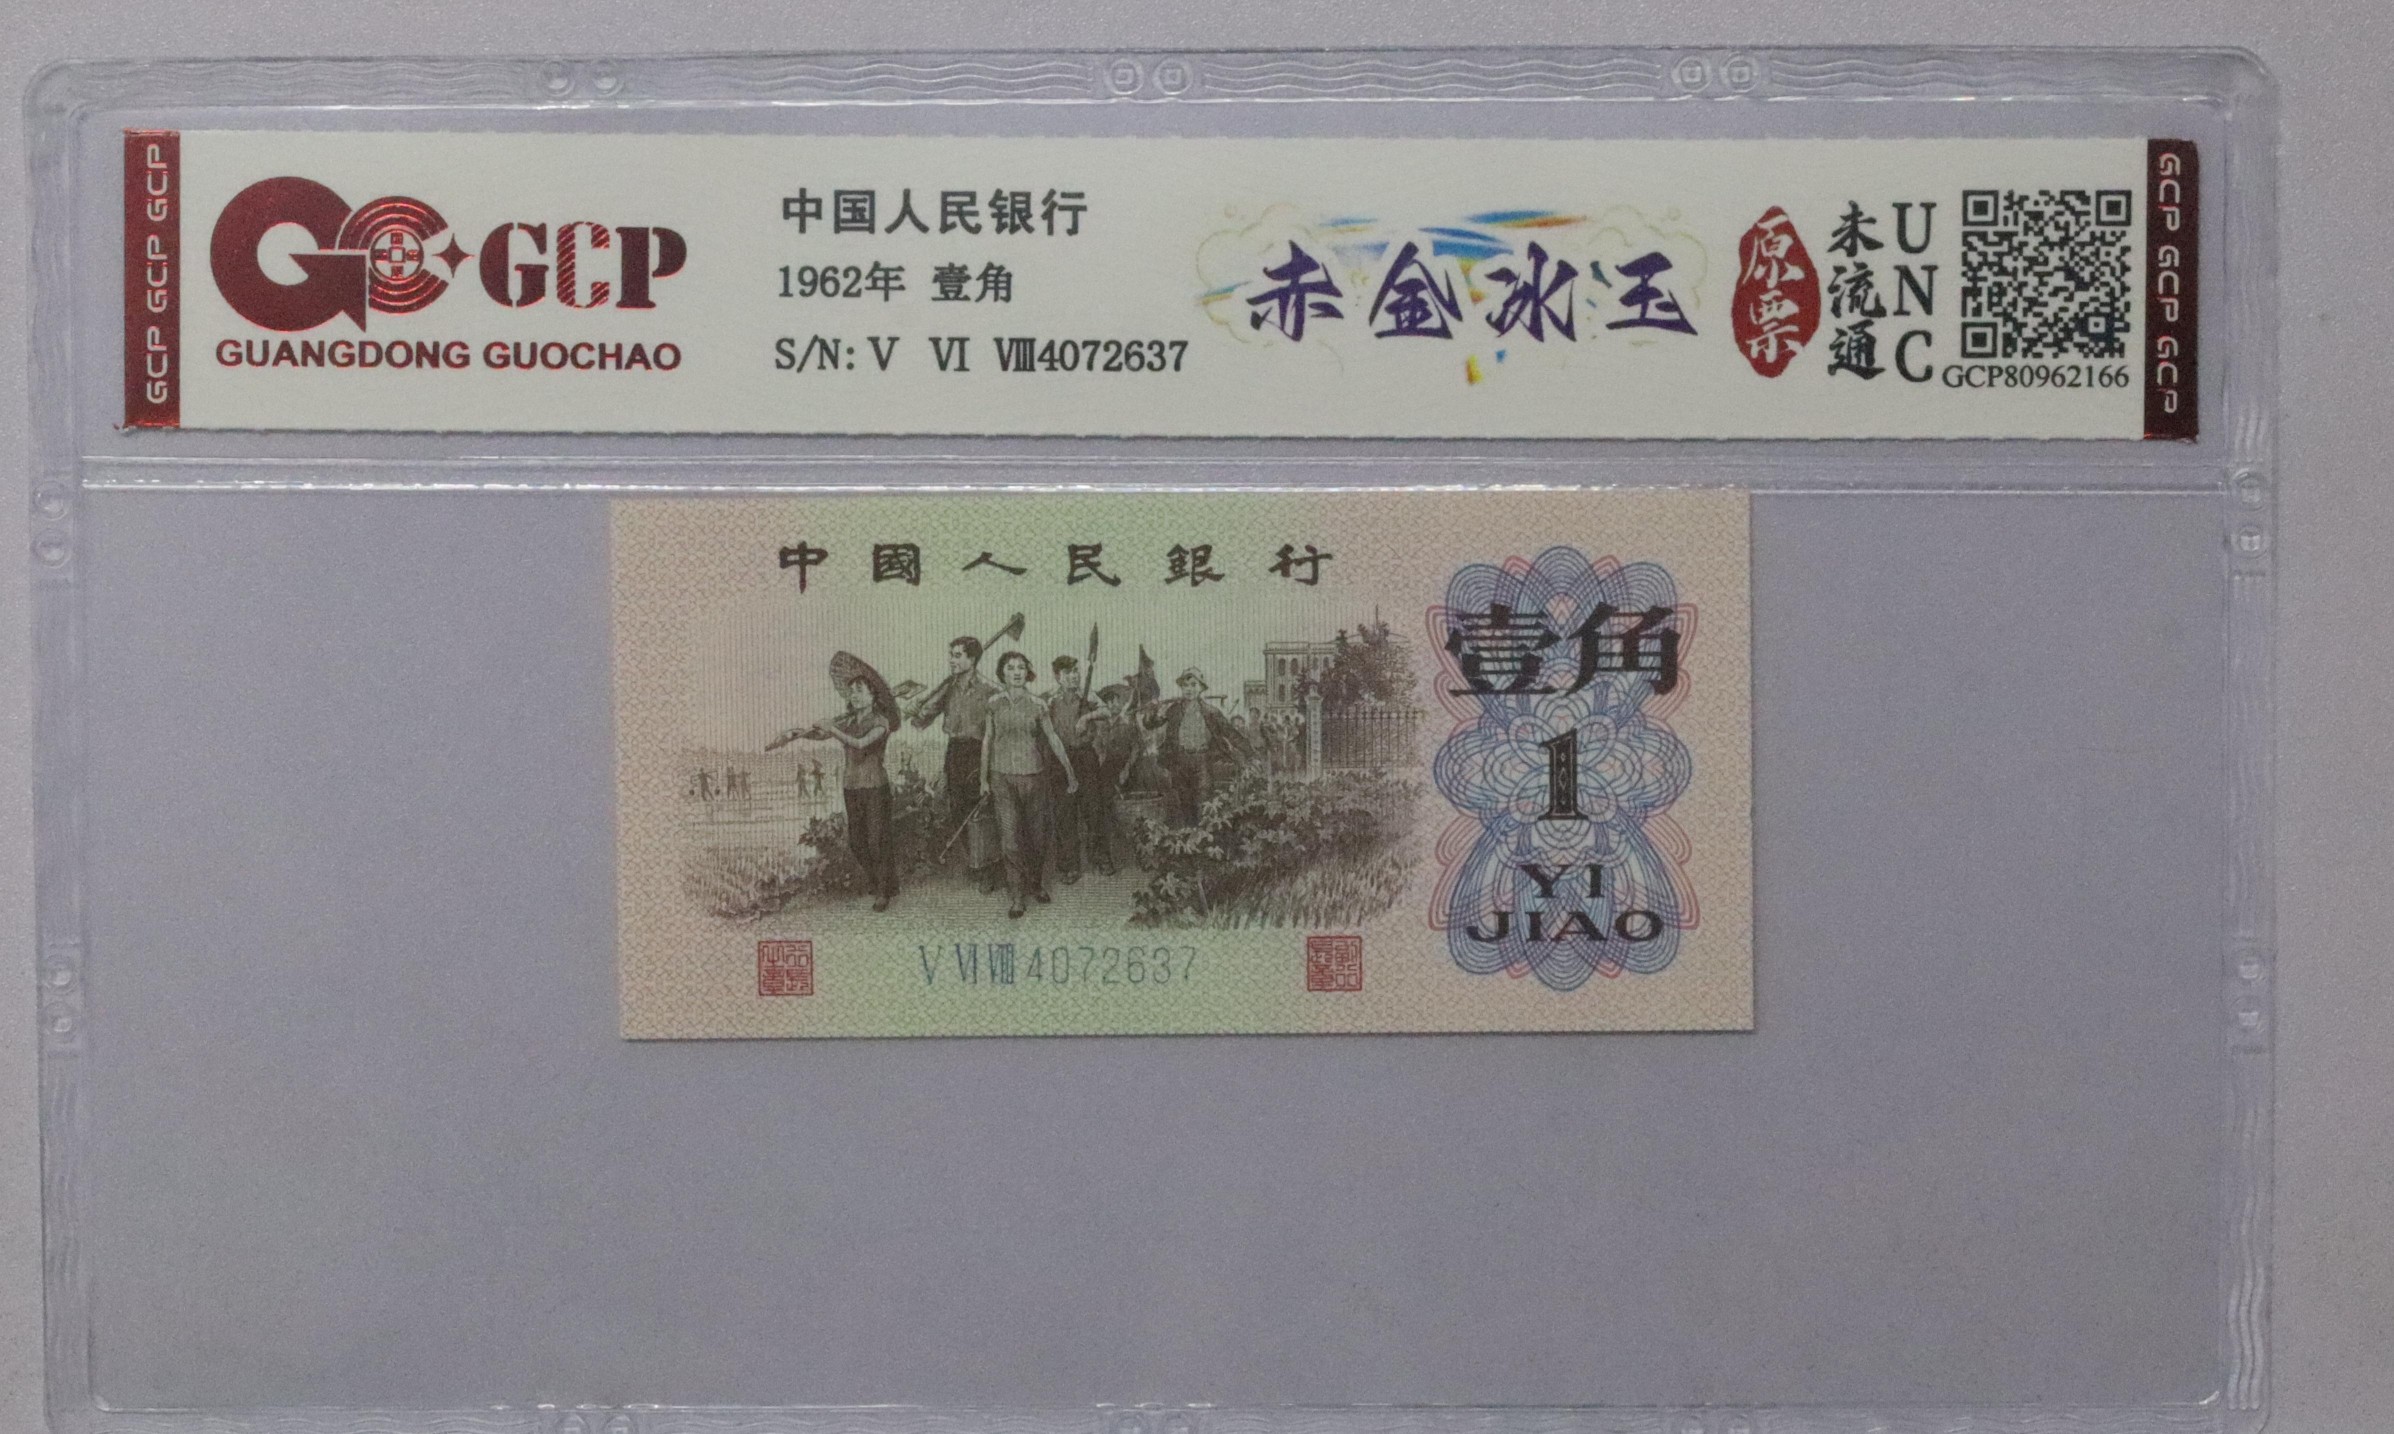 GCP GCP GCP
GCP
GUANGDONG GUOCHAO
中国人民银行
1962年 壹角
S/N: Ⅴ Ⅵ Ⅷ4072637
赤金冰玉
原票
未流通
UNC
GCP80962166
GCP GCP GCP
中國人民銀行
壹角
1
YI
JIAO
Ⅴ Ⅵ Ⅷ 4072637